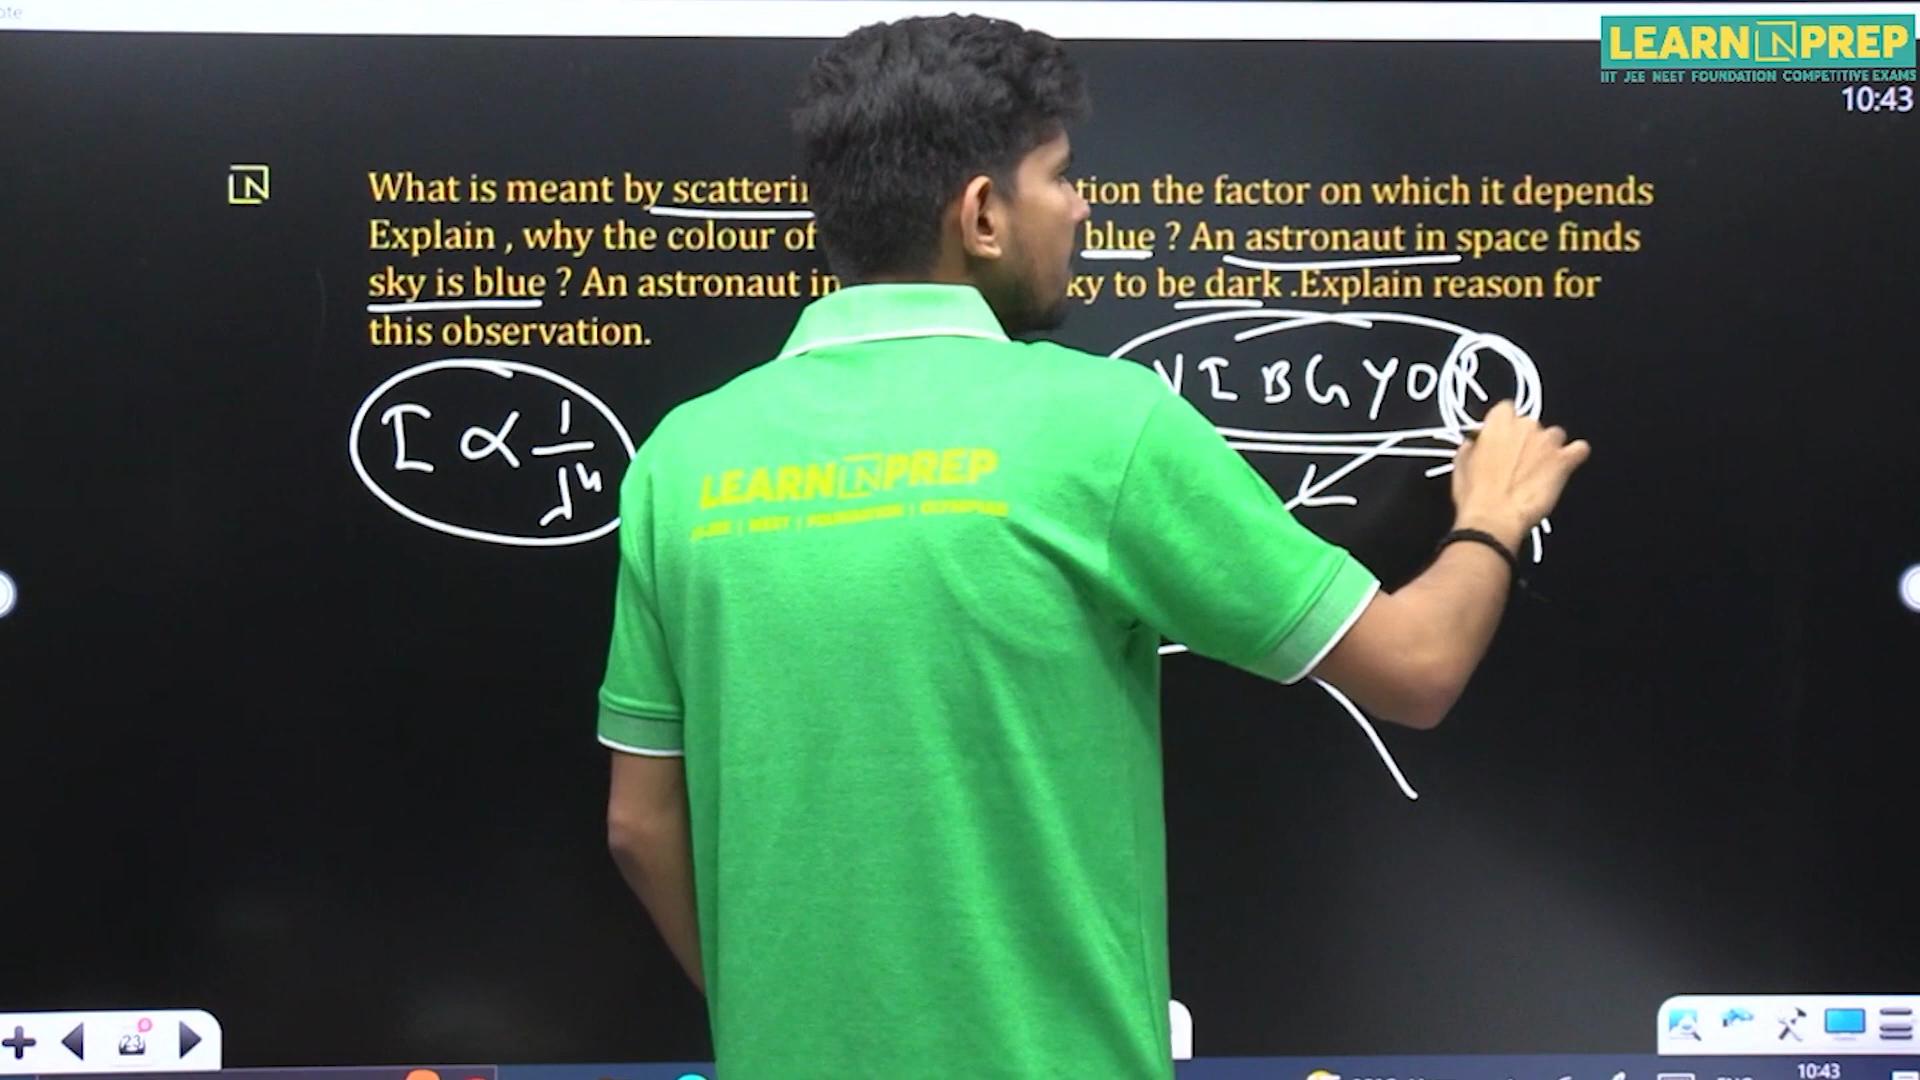 LEARN N PREP
IIT JEE NEET FOUNDATION COMPETITIVE EXAMS
10:43
N
What is meant by scatteri tion the factor on which it depends
Explain , why the colour of blue ? An astronaut in space finds
sky is blue ? An astronaut in ky to be dark .Explain reason for
this observation.
V I B G Y O R
I ∝ 1/λ⁴
LEARN N PREP
23
10:43